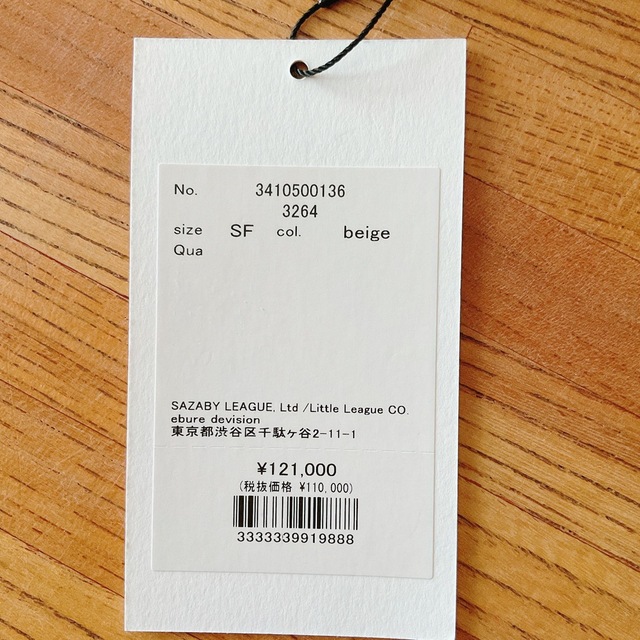 No. 3410500136
3264
size SF col. beige
Qua
SAZABY LEAGUE, Ltd /Little League CO.
ebure devision
東京都渋谷区千駄ヶ谷2-11-1
¥121,000
(税抜価格 ¥110,000)
3333339919888